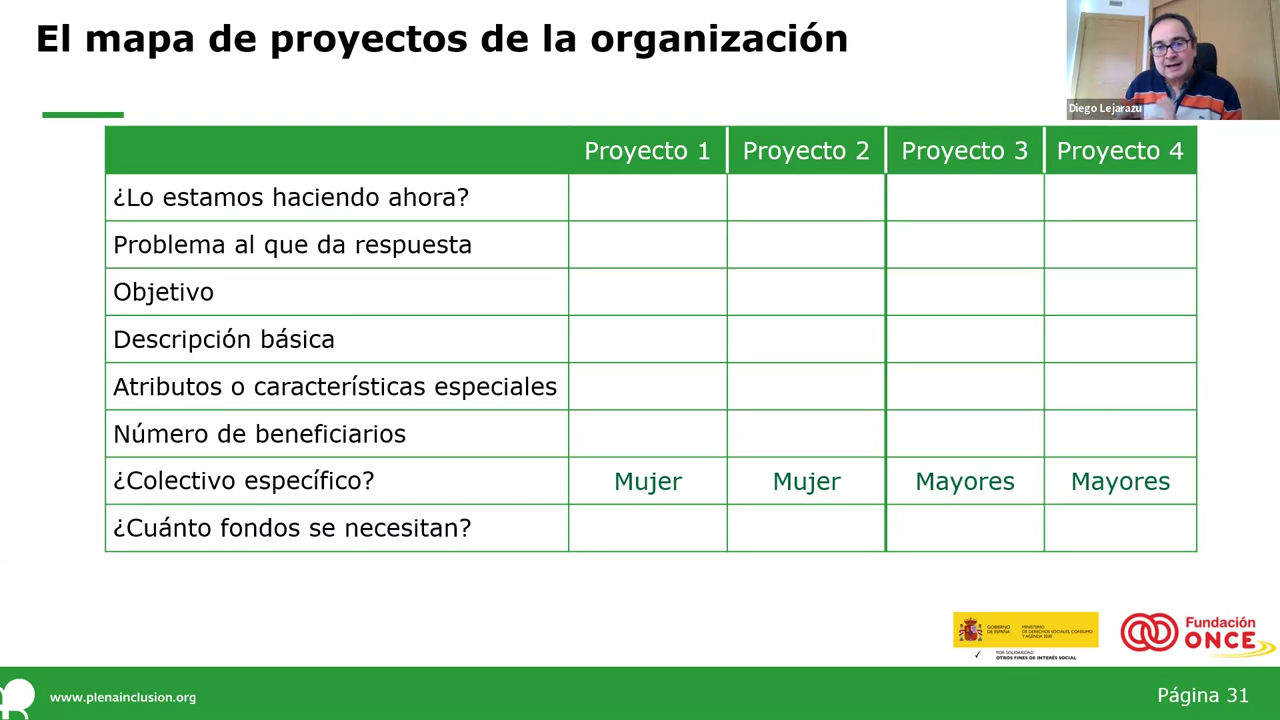 El mapa de proyectos de la organización
Diego Lejarazu
Proyecto 1 Proyecto 2 Proyecto 3 Proyecto 4
¿Lo estamos haciendo ahora?
Problema al que da respuesta
Objetivo
Descripción básica
Atributos o características especiales
Número de beneficiarios
¿Colectivo específico? Mujer Mujer Mayores Mayores
¿Cuánto fondos se necesitan?
GOBIERNO DE ESPAÑA
MINISTERIO
DE DERECHOS SOCIALES, CONSUMO
Y AGENDA 2030
POR SOLIDARIDAD
OTROS FINES DE INTERÉS SOCIAL
Fundación
ONCE
www.plenainclusion.org
Página 31